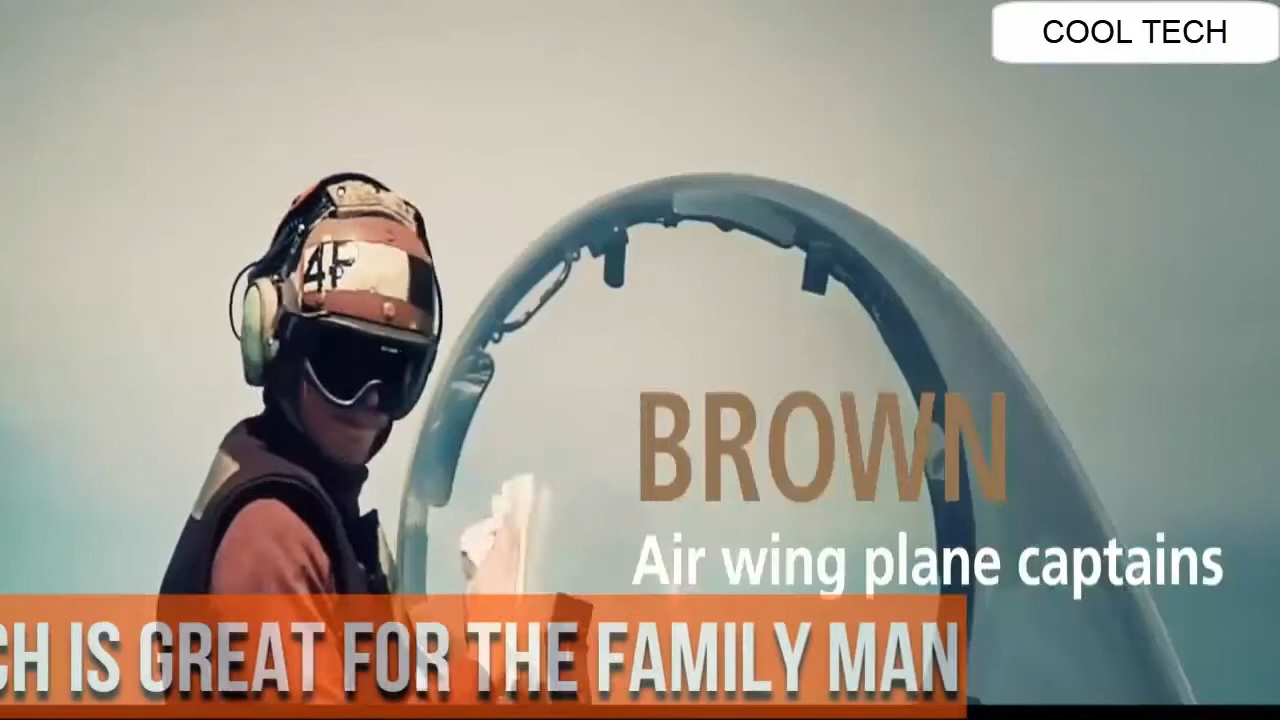 COOL TECH
4F
BROWN
Air wing plane captains
CH IS GREAT FOR THE FAMILY MAN